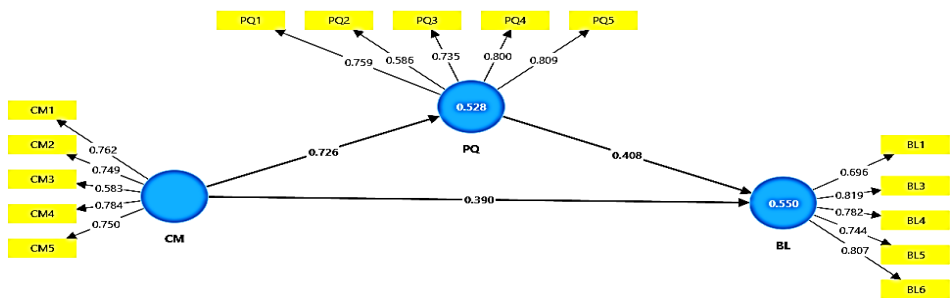 PQ1
PQ2
PQ3
PQ4
PQ5
0.759
0.586
0.735
0.800
0.809
0.528
PQ
CM1
CM2
CM3
CM4
CM5
0.762
0.749
0.583
0.784
0.750
CM
0.726
0.408
0.390
0.550
BL
0.696
0.819
0.782
0.744
0.807
BL1
BL3
BL4
BL5
BL6